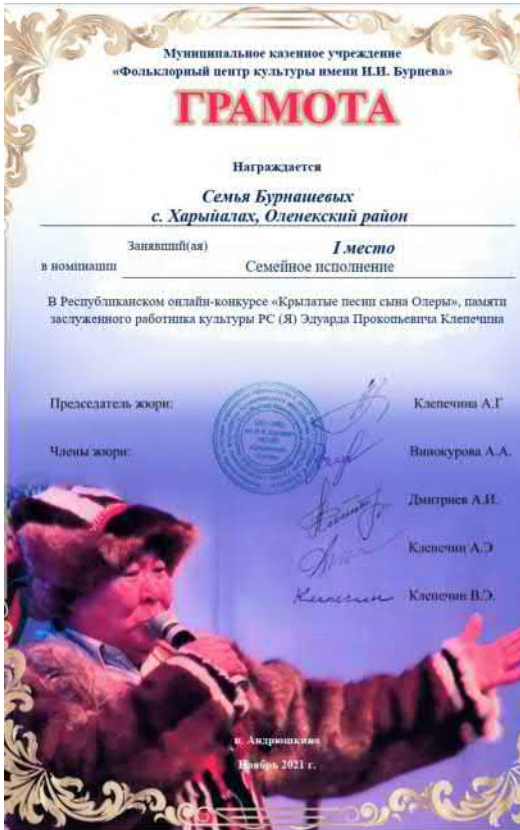 Муниципальное казенное учреждение
«Фольклорный центр культуры имени И.И. Бурцева»
ГРАМОТА
Награждается
Семья Бурнашевых
с. Харыйалах, Оленекский район
Занявший(ая) I место
в номинации Семейное исполнение
В Республиканском онлайн-конкурсе «Крылатые песни сына Олеры», памяти
заслуженного работника культуры РС (Я) Эдуарда Прокопьевича Клепечина
Председатель жюри: Клепечина А.Г
Члены жюри: Винокурова А.А.
Дмитриев А.И.
Клепечин А.Э
Клепечин В.Э.
п. Андрюшкино
Ноябрь 2021 г.